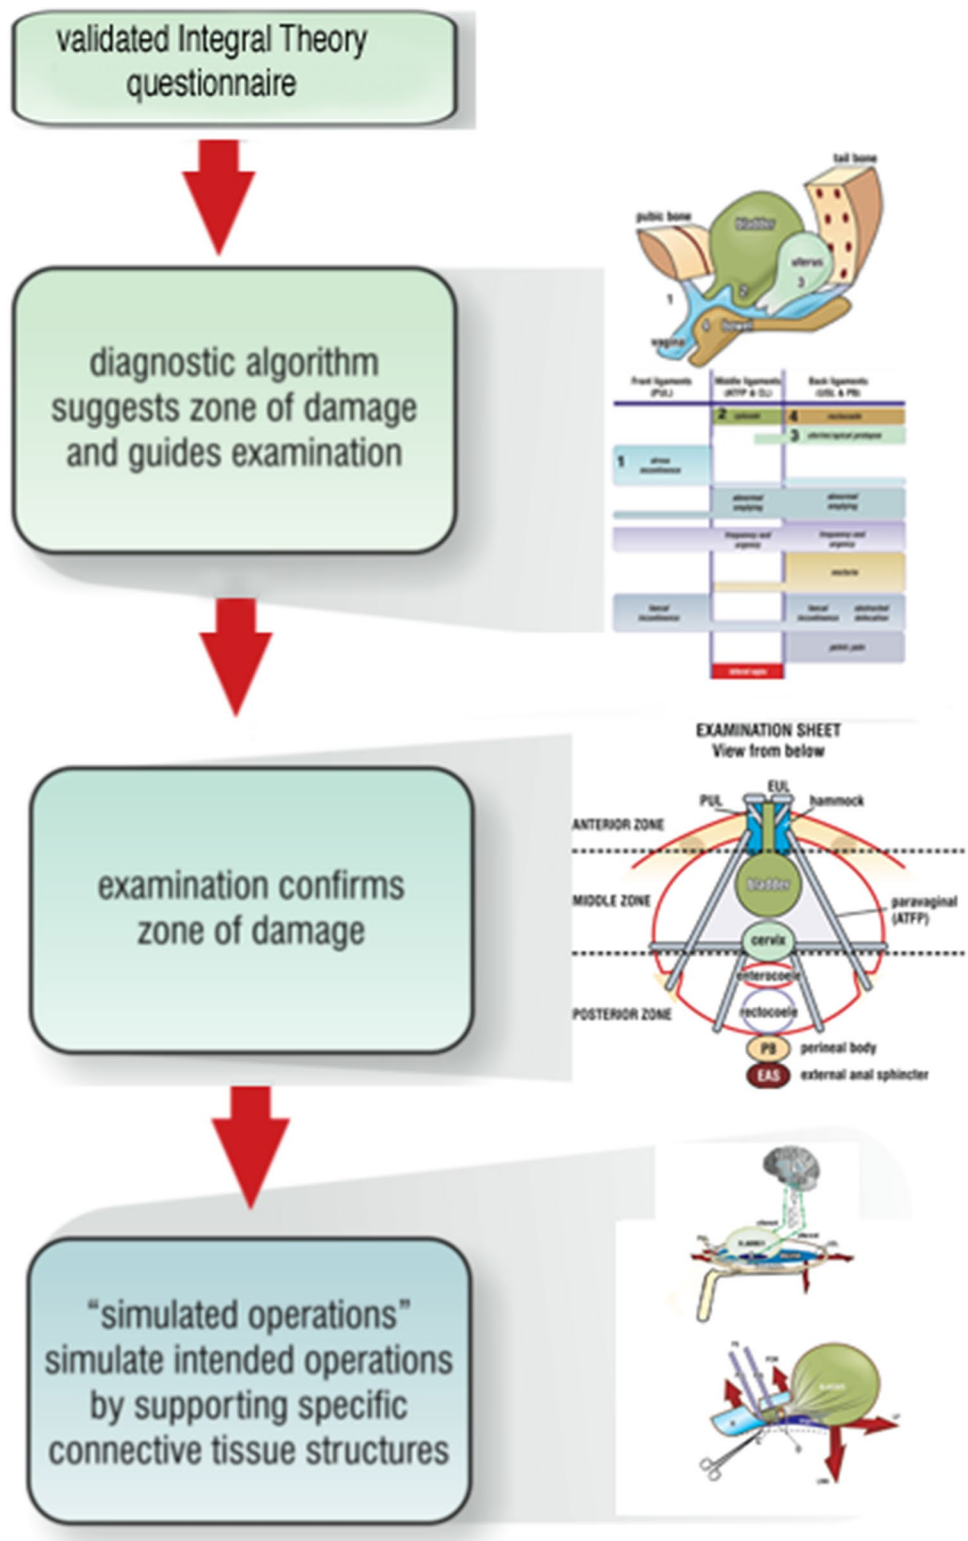 validated Integral Theory
questionnaire
diagnostic algorithm
suggests zone of damage
and guides examination
tail bone
pubic bone
bladder
uterus
3
1
2
4
bowel
vagina
Front ligaments
(PUL)
Middle ligaments
(ATFP & CL)
Back ligaments
(USL & PB)
2
4 rectocoele
3 uterine/apical prolapse
1 stress
incontinence
abnormal
emptying
abnormal
emptying
frequency and
urgency
frequency and
urgency
nocturia
faecal
incontinence
faecal
incontinence
obstructed
defecation
pelvic pain
examination confirms
zone of damage
EXAMINATION SHEET
View from below
EUL
PUL
hammock
ANTERIOR ZONE
bladder
MIDDLE ZONE
paravaginal
(ATFP)
cervix
enterocoele
POSTERIOR ZONE
rectocoele
PB perineal body
EAS external anal sphincter
“simulated operations”
simulate intended operations
by supporting specific
connective tissue structures